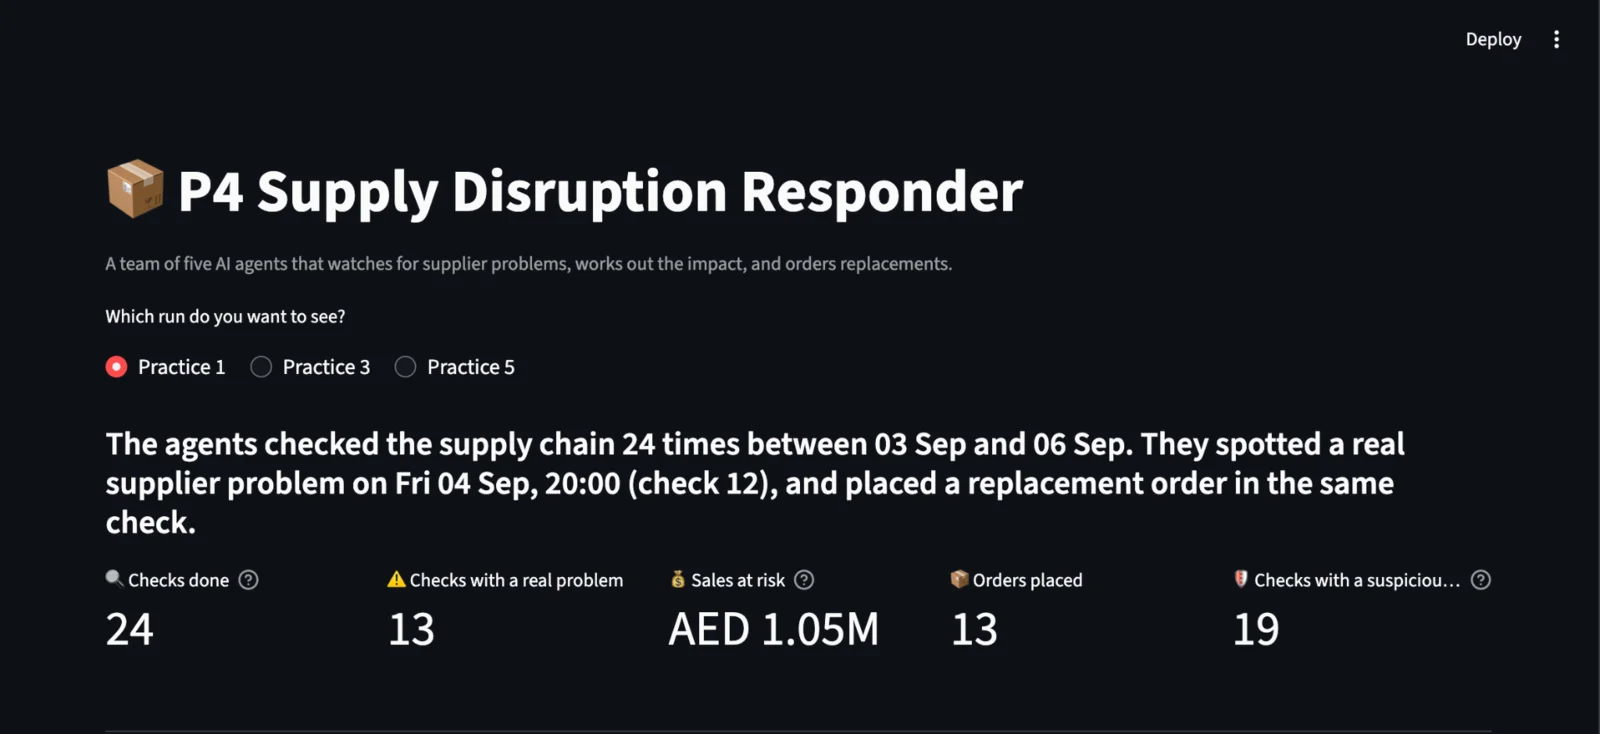 Deploy
P4 Supply Disruption Responder
A team of five AI agents that watches for supplier problems, works out the impact, and orders replacements.
Which run do you want to see?
Practice 1 Practice 3 Practice 5
The agents checked the supply chain 24 times between 03 Sep and 06 Sep. They spotted a real
supplier problem on Fri 04 Sep, 20:00 (check 12), and placed a replacement order in the same
check.
Checks done Checks with a real problem Sales at risk Orders placed Checks with a suspiciou...
24 13 AED 1.05M 13 19